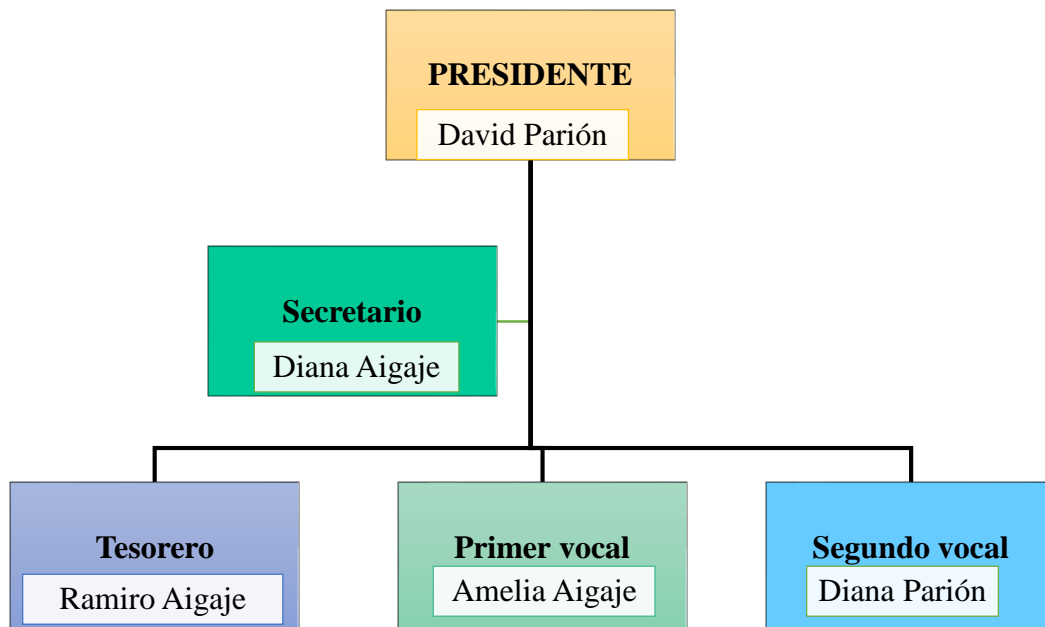 PRESIDENTE
David Parión
Secretario
Diana Aigaje
Tesorero
Ramiro Aigaje
Primer vocal
Amelia Aigaje
Segundo vocal
Diana Parión